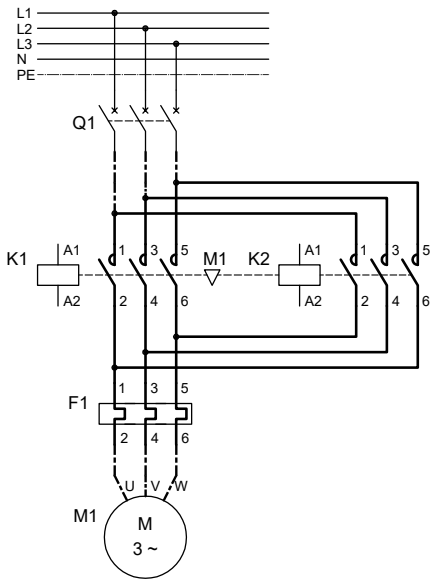 L1
L2
L3
N
PE
Q1
A1 1 3 5 A1 1 3 5
K1 M1 K2
A2 2 4 6 A2 2 4 6
1 3 5
F1
2 4 6
U V W
M1 M
3 ~